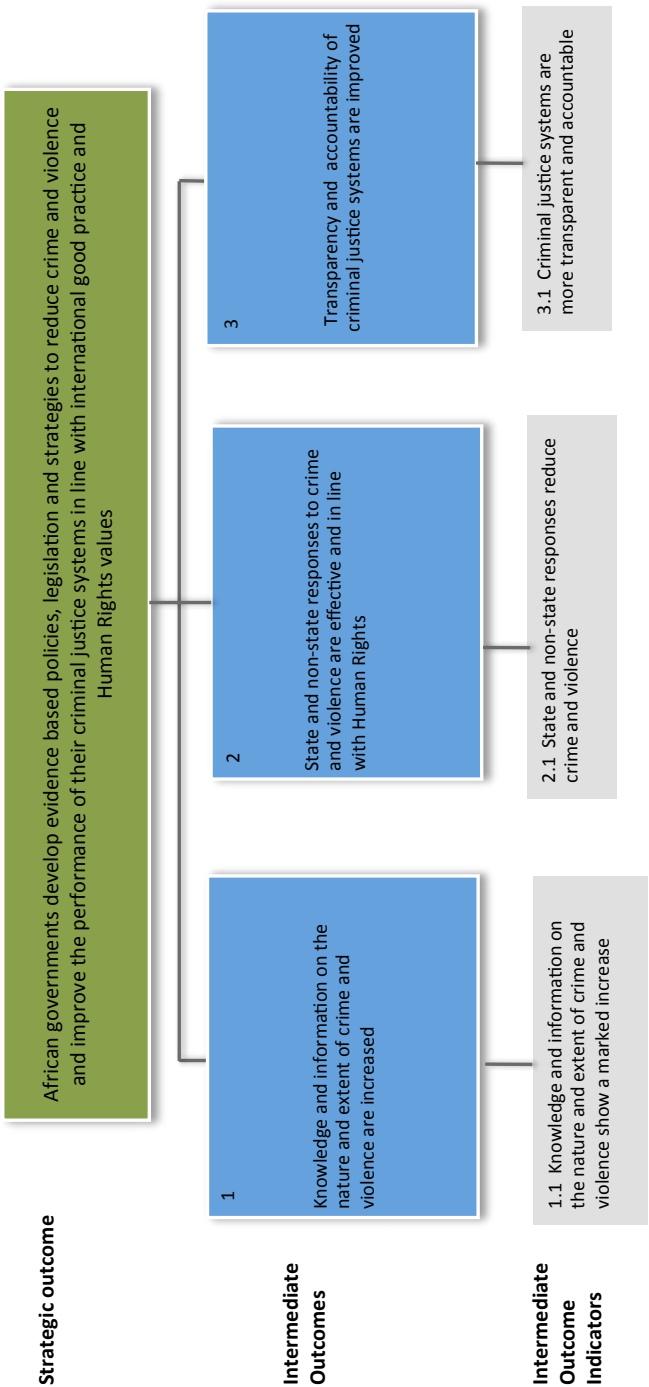 Strategic outcome
African governments develop evidence based policies, legislation and strategies to reduce crime and violence
and improve the performance of their criminal justice systems in line with international good practice and
Human Rights values
Intermediate
Outcomes
1
Knowledge and information on the
nature and extent of crime and
violence are increased
2
State and non-state responses to crime
and violence are effective and in line
with Human Rights
3
Transparency and accountability of
criminal justice systems are improved
Intermediate
Outcome
Indicators
1.1 Knowledge and information on
the nature and extent of crime and
violence show a marked increase
2.1 State and non-state responses reduce
crime and violence
3.1 Criminal justice systems are
more transparent and accountable